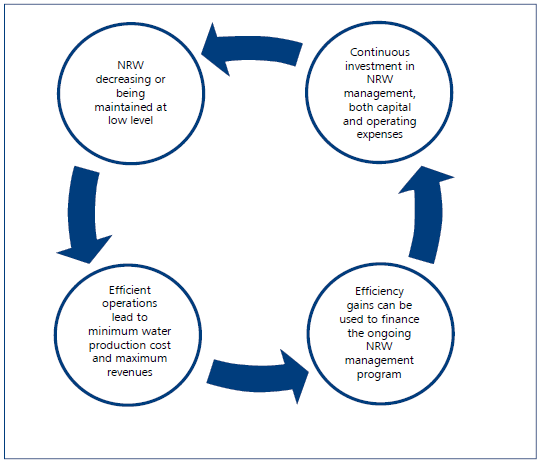 NRW
decreasing or
being
maintained at
low level
Continuous
investment in
NRW
management,
both capital
and operating
expenses
Efficient
operations
lead to
minimum water
production cost
and maximum
revenues
Efficiency
gains can be
used to finance
the ongoing
NRW
management
program